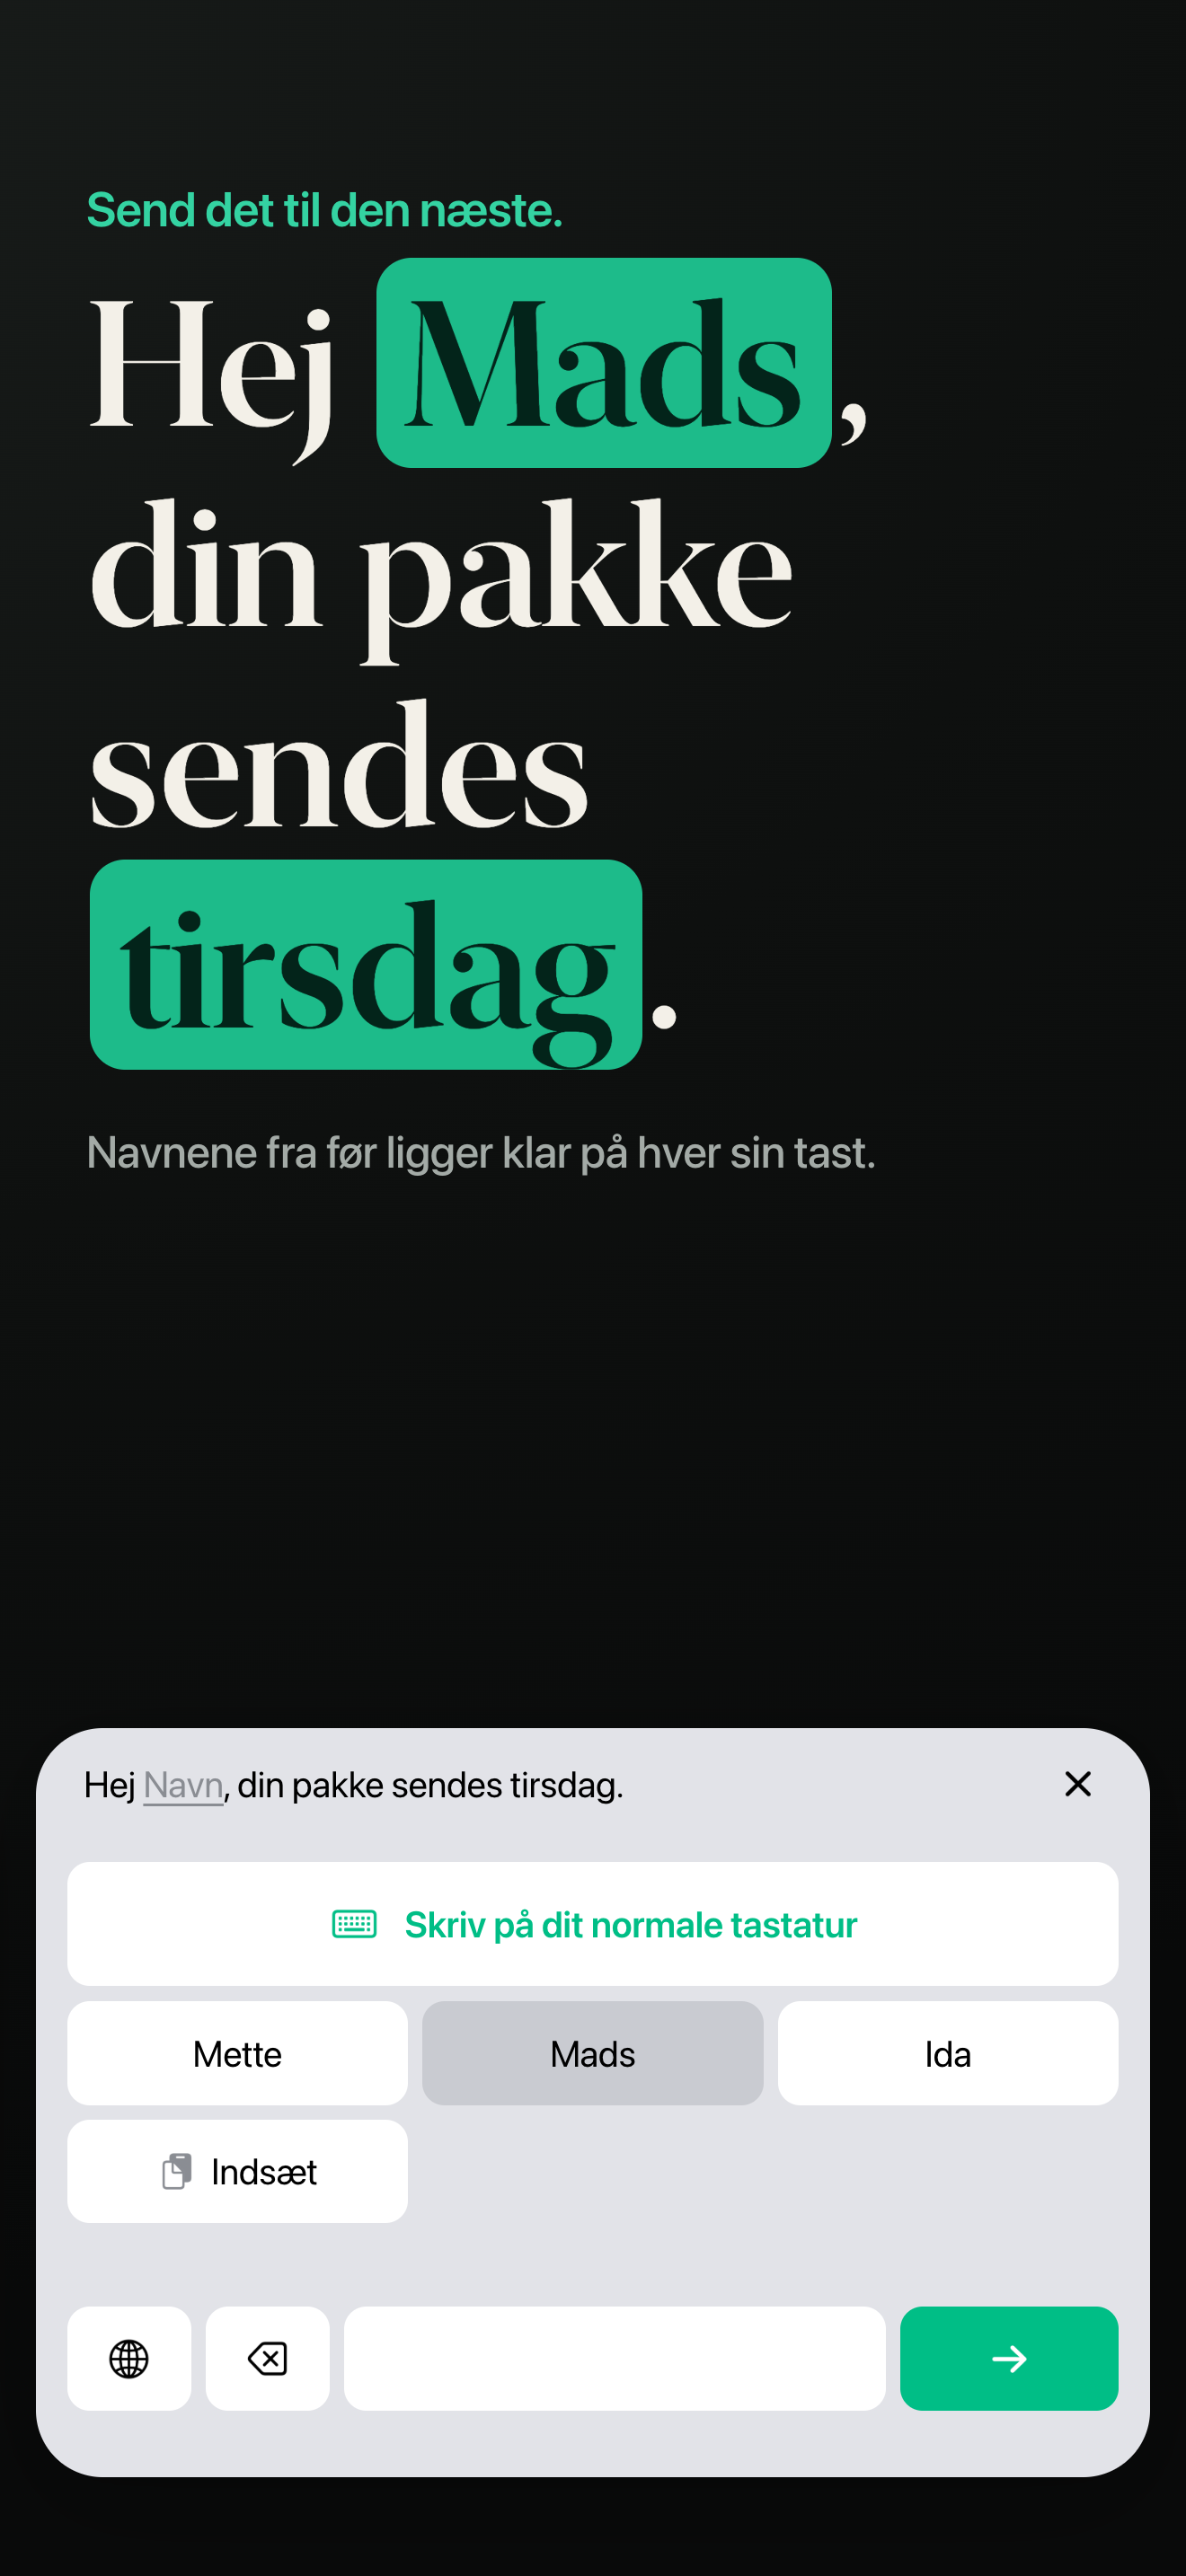 Send det til den næste.
Hej Mads,
din pakke
sendes
tirsdag.
Navnene fra før ligger klar på hver sin tast.
Hej Navn, din pakke sendes tirsdag.
Skriv på dit normale tastatur
Mette
Mads
Ida
Indsæt